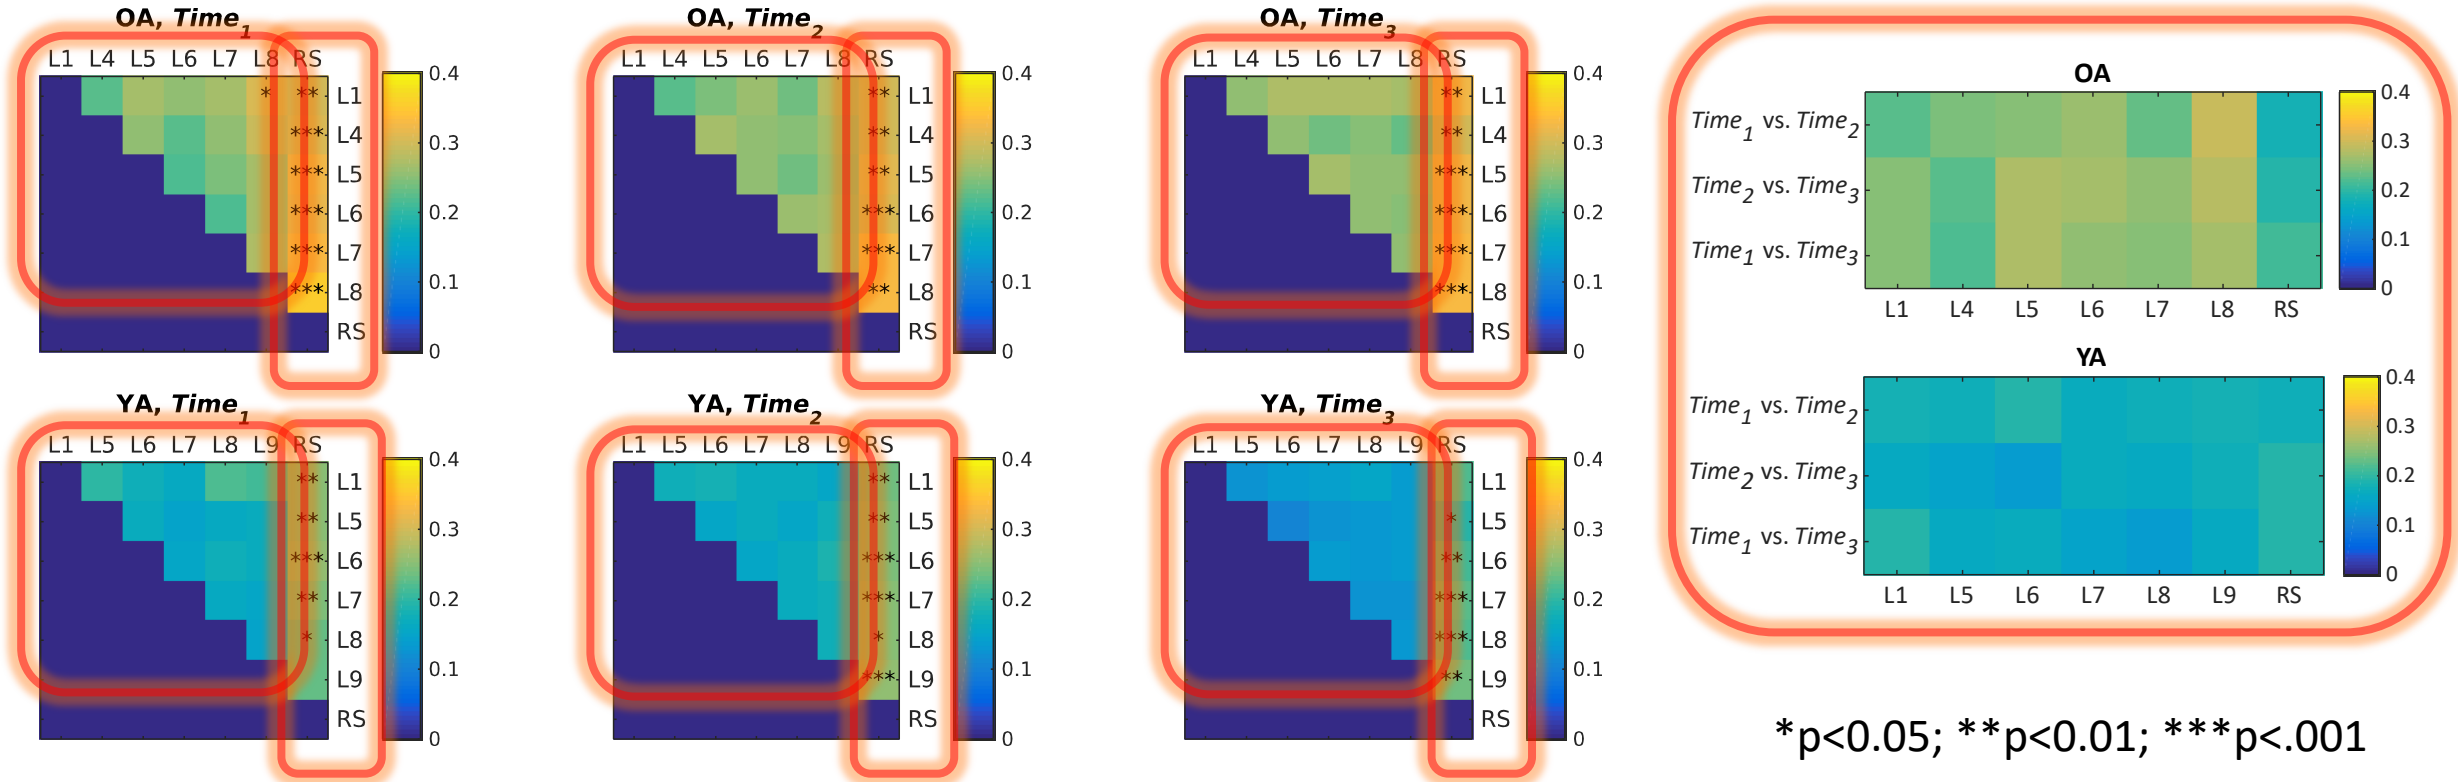 OA, Time1
L1 L4 L5 L6 L7 L8 RS
* ** L1
*** L4
*** L5
*** L6
*** L7
*** L8
RS
0.4
0.3
0.2
0.1
0
OA, Time2
L1 L4 L5 L6 L7 L8 RS
** L1
** L4
** L5
*** L6
*** L7
** L8
RS
0.4
0.3
0.2
0.1
0
OA, Time3
L1 L4 L5 L6 L7 L8 RS
** L1
** L4
*** L5
*** L6
*** L7
*** L8
RS
0.4
0.3
0.2
0.1
0
OA
Time1 vs. Time2
Time2 vs. Time3
Time1 vs. Time3
L1 L4 L5 L6 L7 L8 RS
0.4
0.3
0.2
0.1
0
YA, Time1
L1 L5 L6 L7 L8 L9 RS
** L1
** L5
*** L6
** L7
* L8
L9
RS
0.4
0.3
0.2
0.1
0
YA, Time2
L1 L5 L6 L7 L8 L9 RS
** L1
** L5
*** L6
*** L7
* L8
*** L9
RS
0.4
0.3
0.2
0.1
0
YA, Time3
L1 L5 L6 L7 L8 L9 RS
L1
* L5
** L6
*** L7
*** L8
** L9
RS
0.4
0.3
0.2
0.1
0
YA
Time1 vs. Time2
Time2 vs. Time3
Time1 vs. Time3
L1 L5 L6 L7 L8 L9 RS
0.4
0.3
0.2
0.1
0
*p<0.05; **p<0.01; ***p<.001